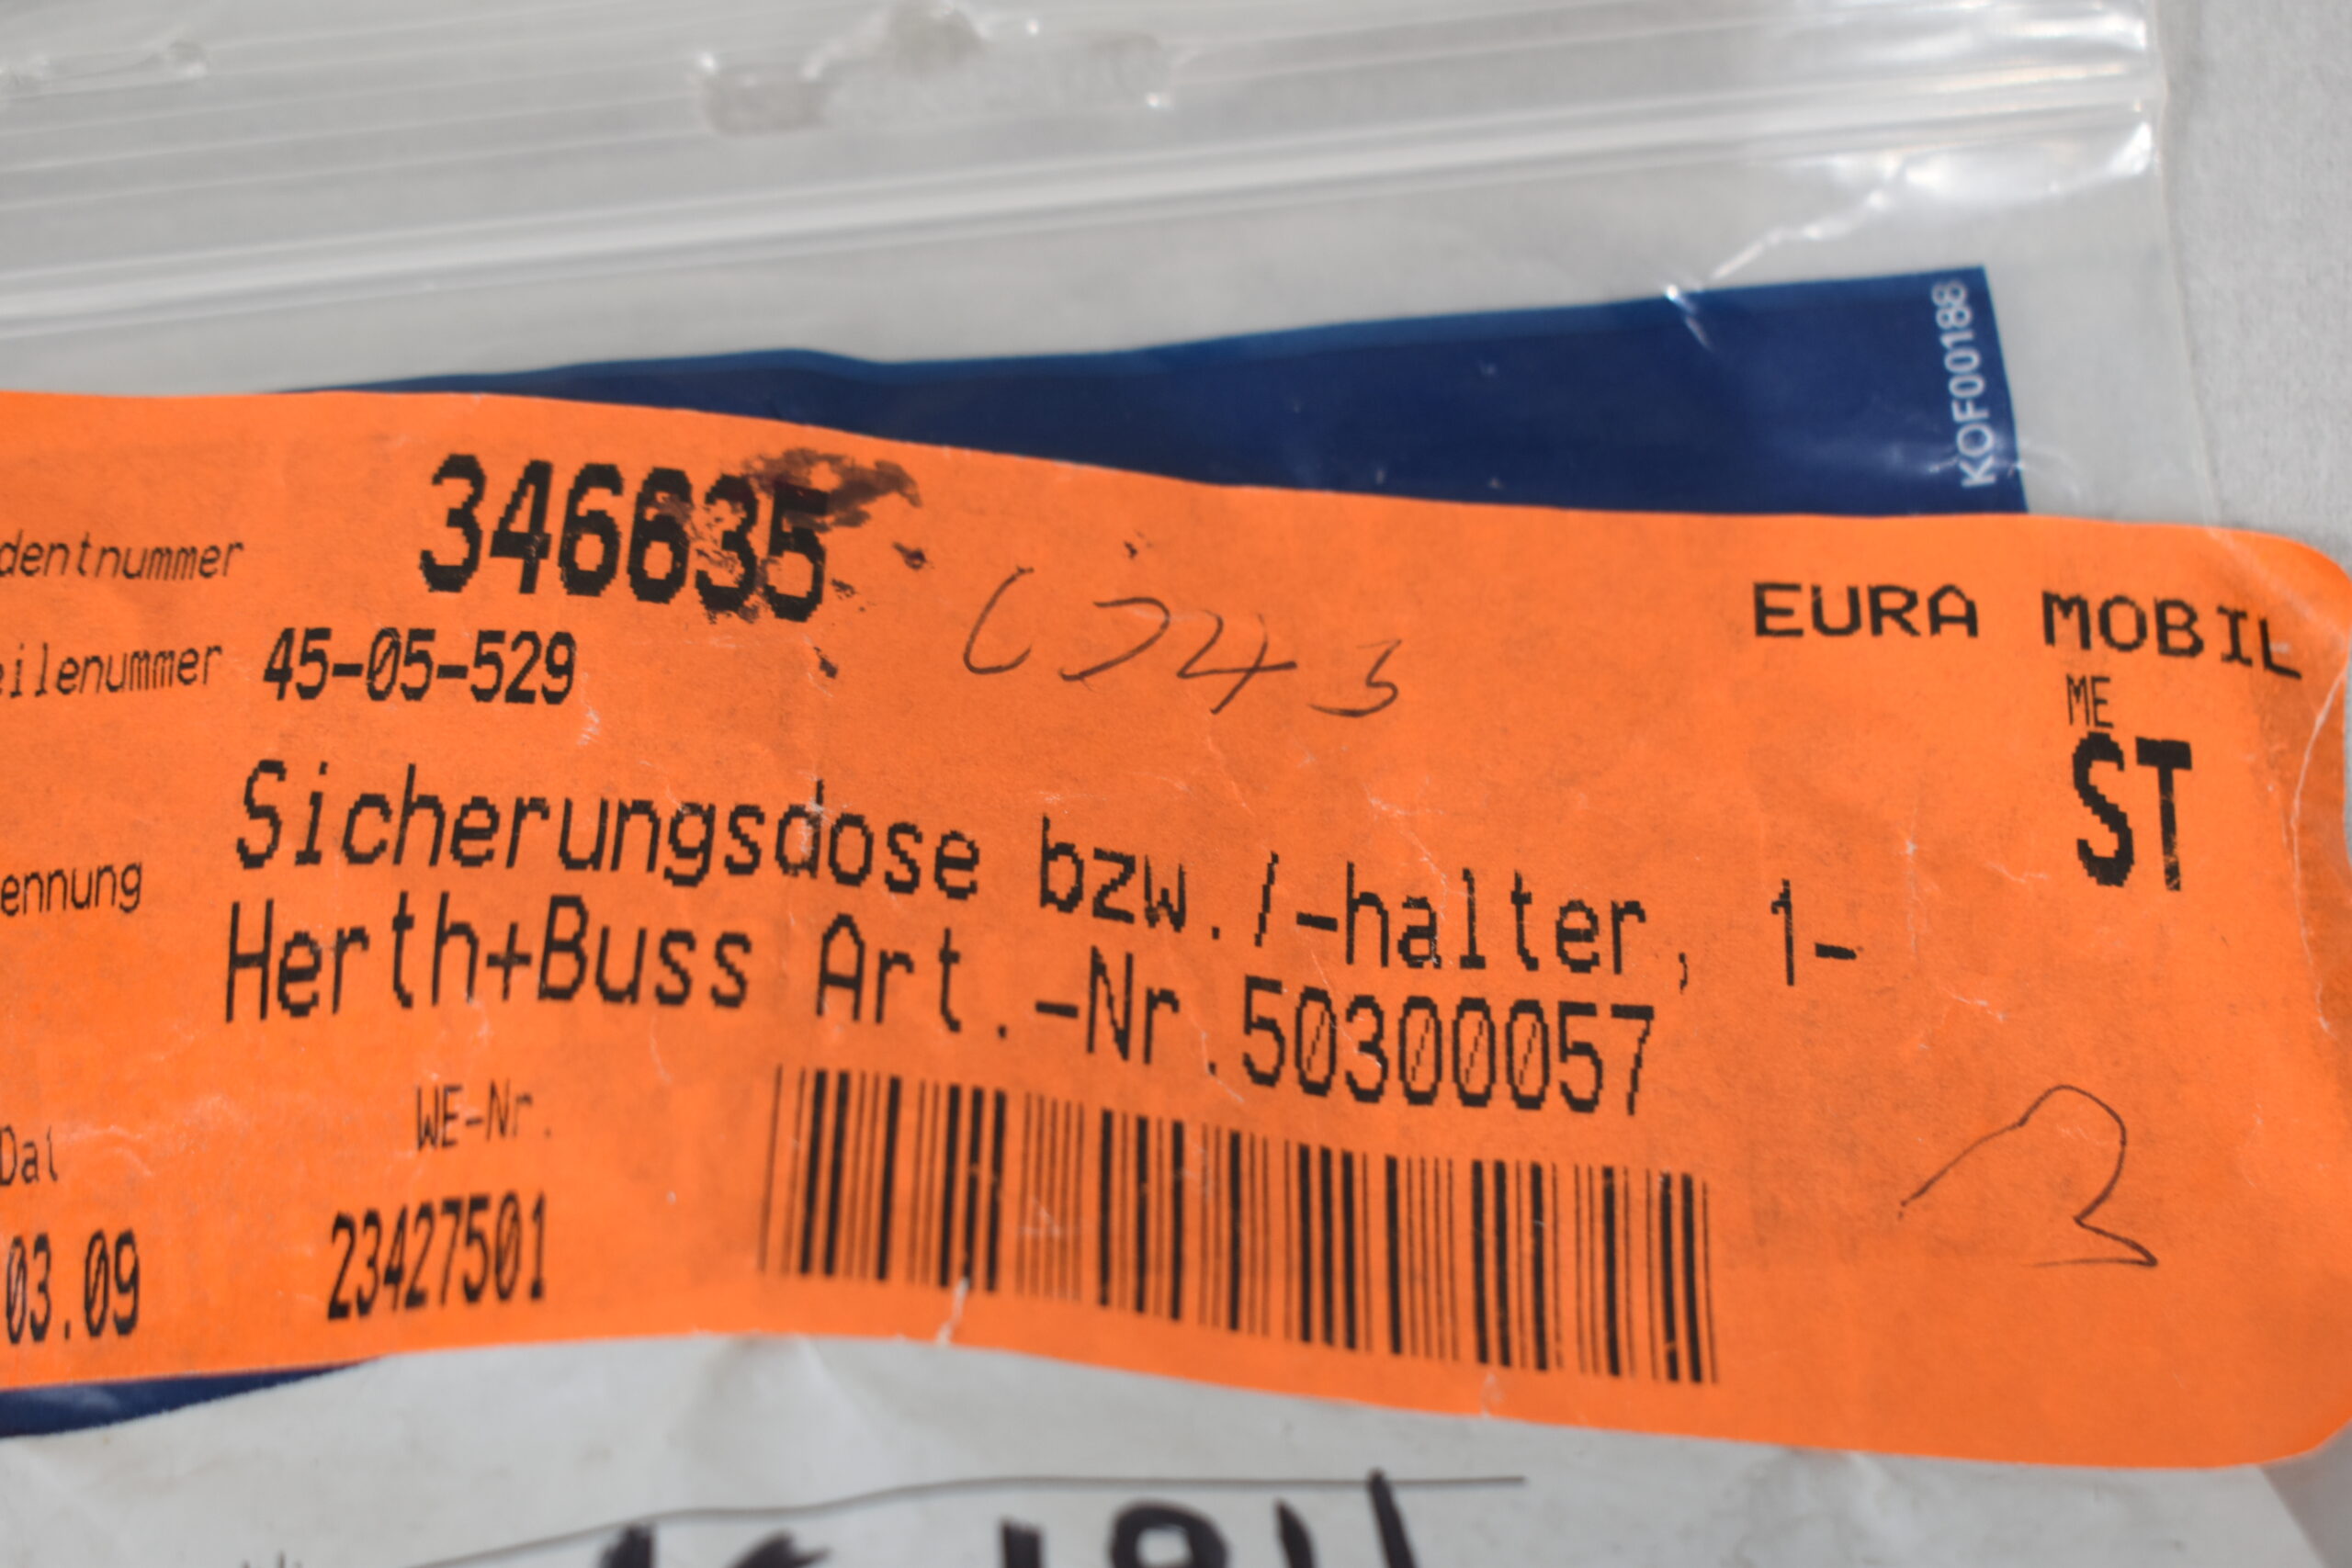 KOF00188
dentnummer 346635
EURA MOBIL
eilenummer 45-05-529
ME
ST
ennung Sicherungsdose bzw./-halter, 1-
Herth+Buss Art.-Nr.50300057
Dat WE-Nr.
03.09 23427501
2